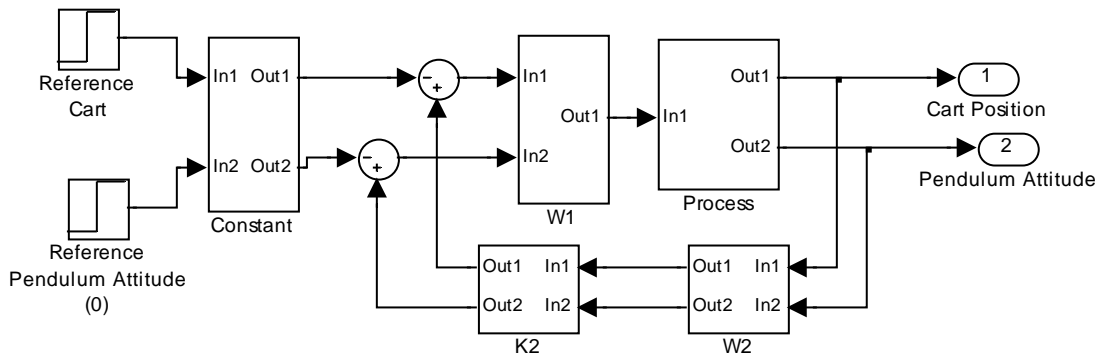 Reference
Cart
Reference
Pendulum Attitude
(0)
In1
Out1
In2
Out2
Constant
−
+
−
+
In1
Out1
In2
W1
Out1
In1
Out2
Process
1
Cart Position
2
Pendulum Attitude
Out1
In1
Out2
In2
K2
Out1
In1
Out2
In2
W2